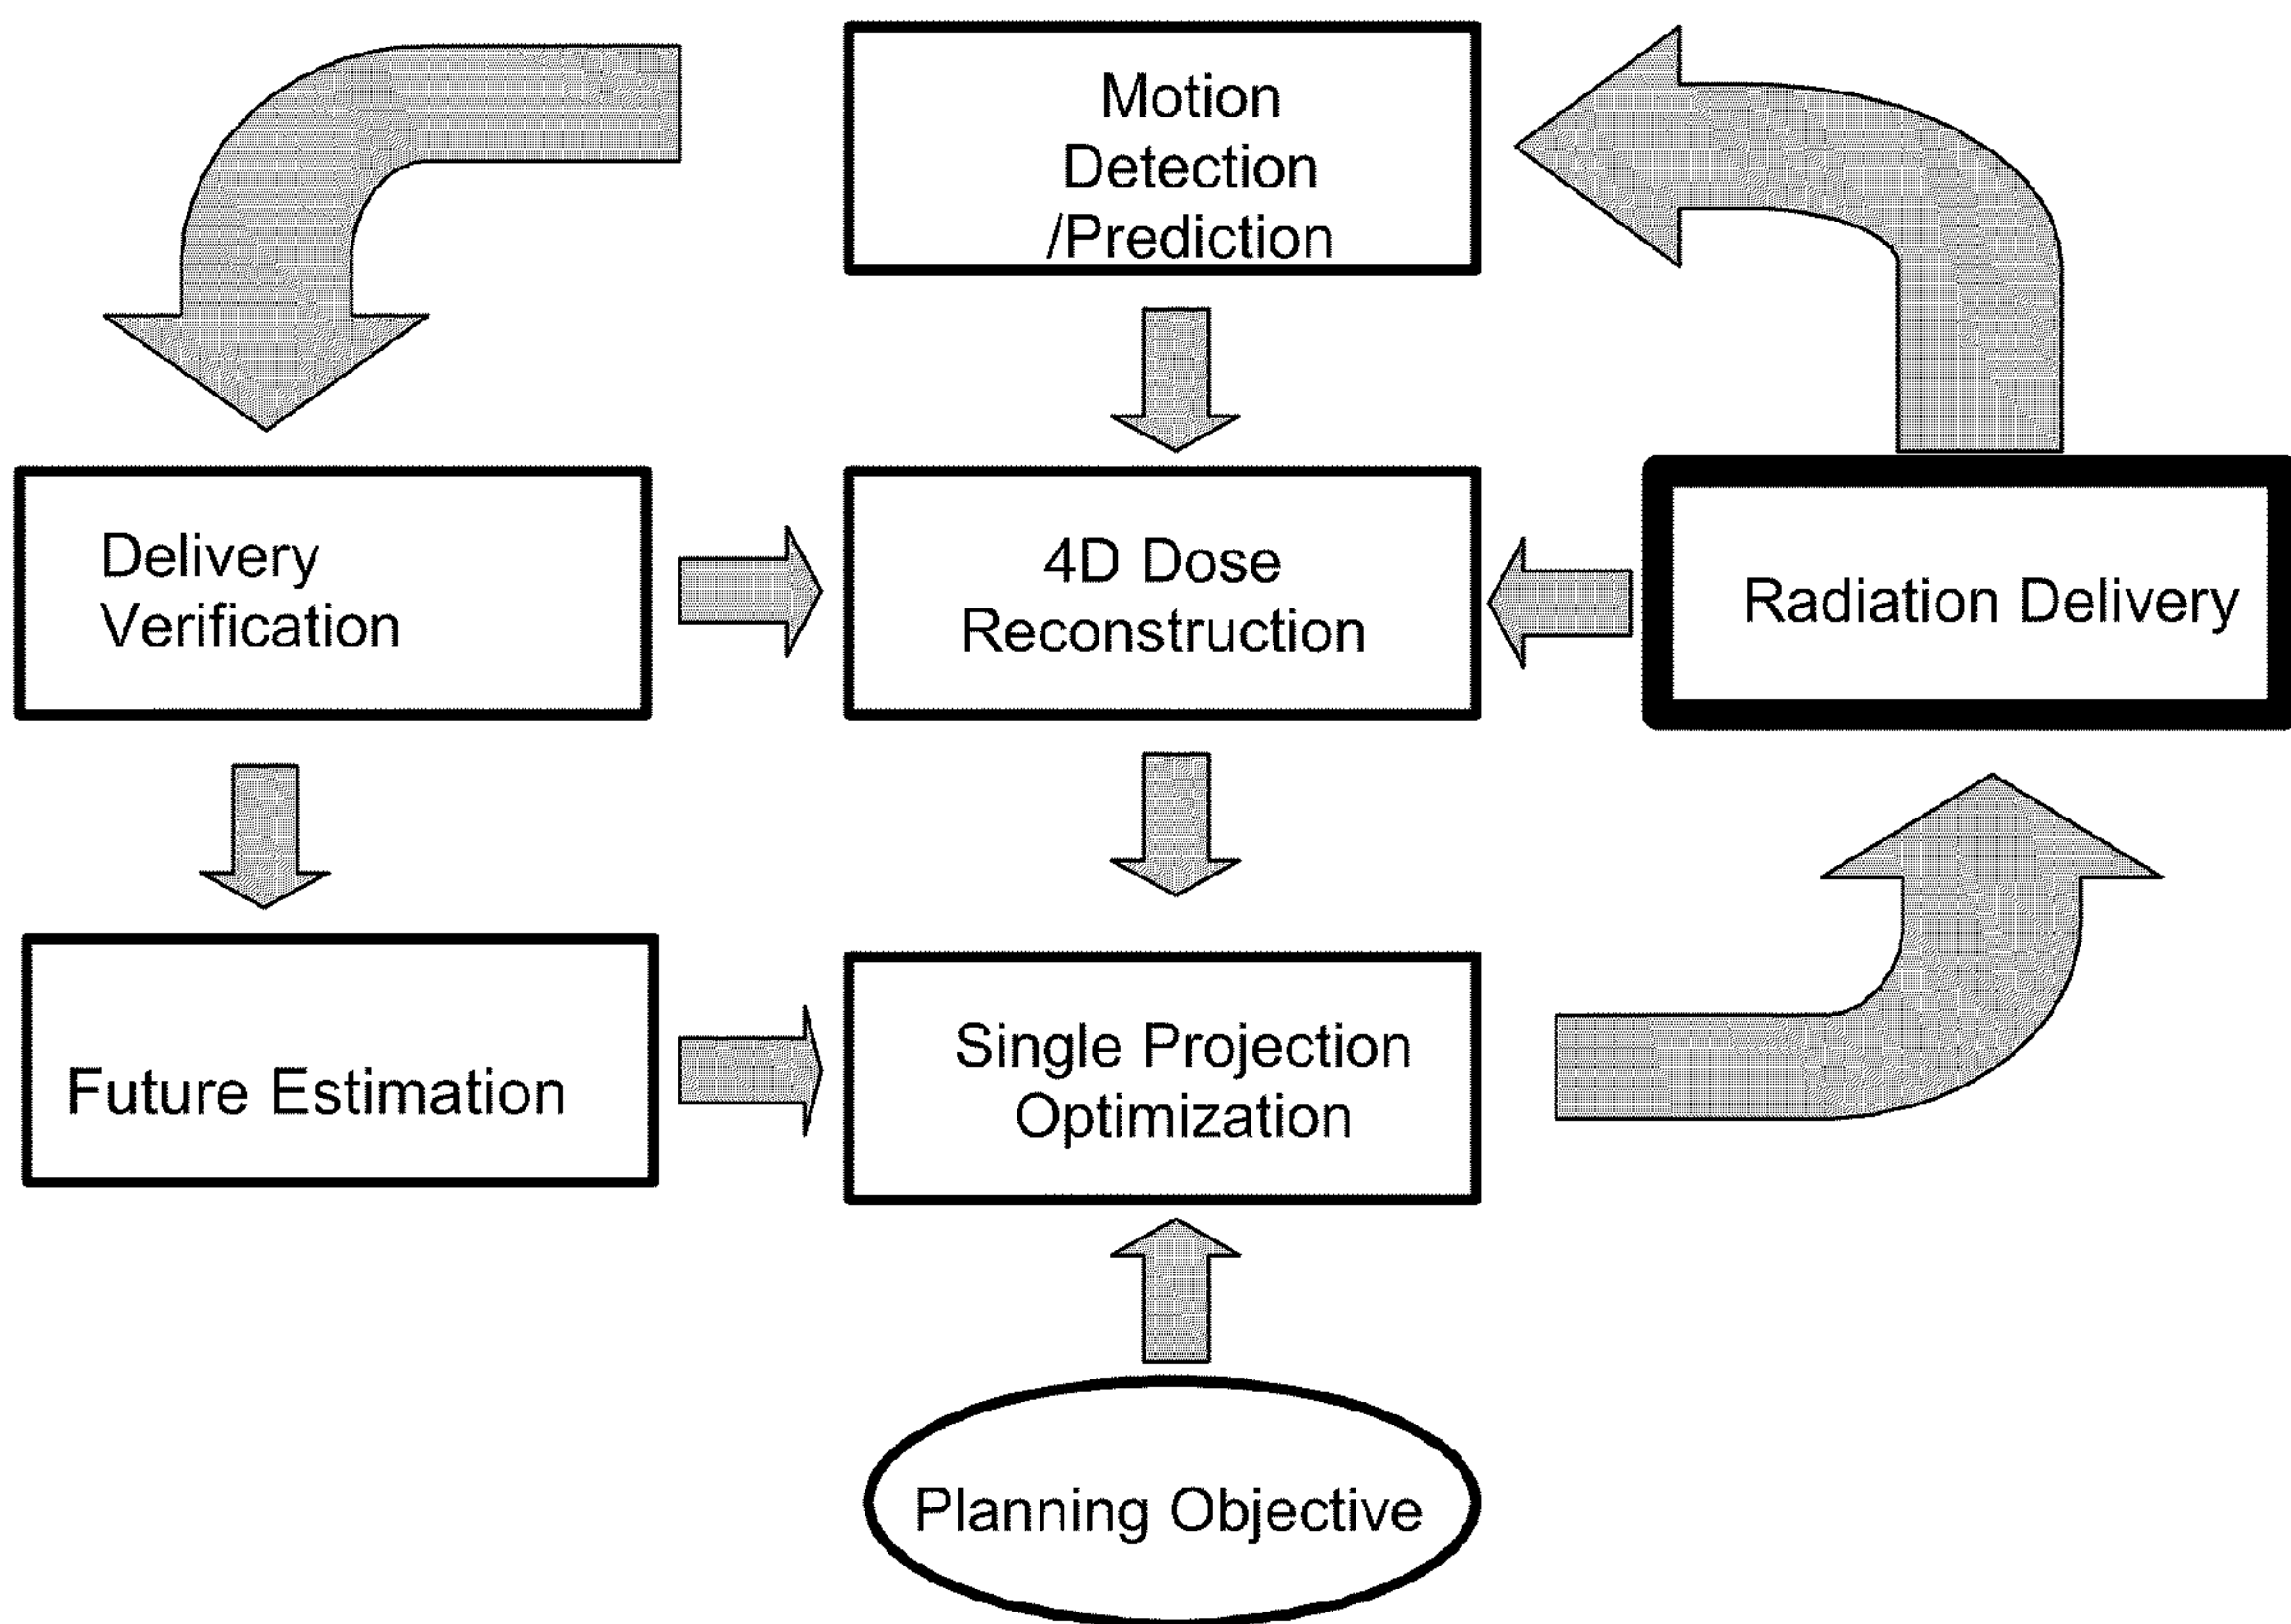 Motion
Detection
/Prediction
Delivery
Verification
4D Dose
Reconstruction
Radiation Delivery
Future Estimation
Single Projection
Optimization
Planning Objective